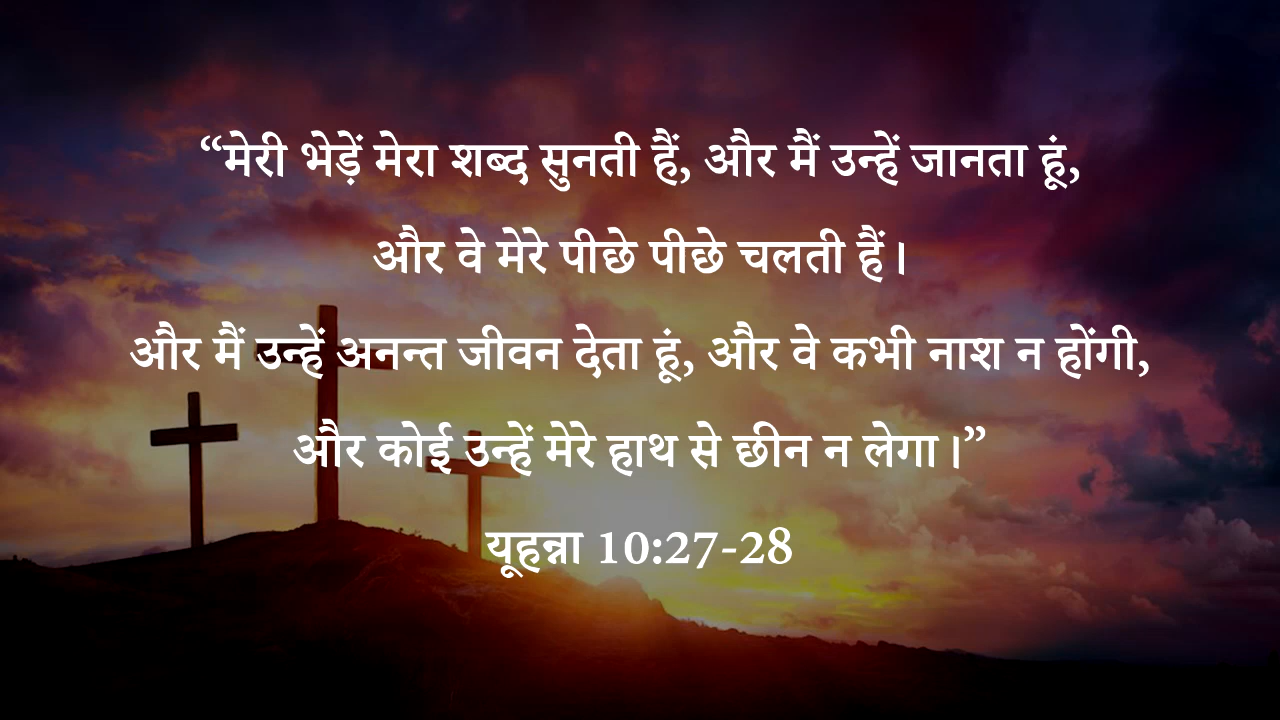 “मेरी भेड़ें मेरा शब्द सुनती हैं, और मैं उन्हें जानता हूं,
और वे मेरे पीछे पीछे चलती हैं।
और मैं उन्हें अनन्त जीवन देता हूं, और वे कभी नाश न होंगी,
और कोई उन्हें मेरे हाथ से छीन न लेगा।”
यूहन्ना 10:27-28